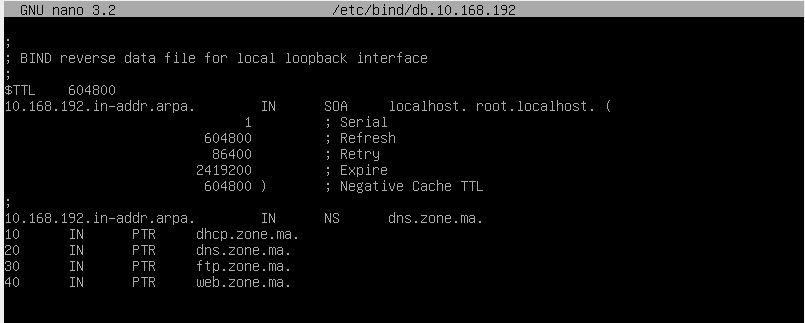 GNU nano 3.2 /etc/bind/db.10.168.192
;
; BIND reverse data file for local loopback interface
;
$TTL 604800
10.168.192.in-addr.arpa. IN SOA localhost. root.localhost. (
1 ; Serial
604800 ; Refresh
86400 ; Retry
2419200 ; Expire
604800 ) ; Negative Cache TTL
;
10.168.192.in-addr.arpa. IN NS dns.zone.ma.
10 IN PTR dhcp.zone.ma.
20 IN PTR dns.zone.ma.
30 IN PTR ftp.zone.ma.
40 IN PTR web.zone.ma.